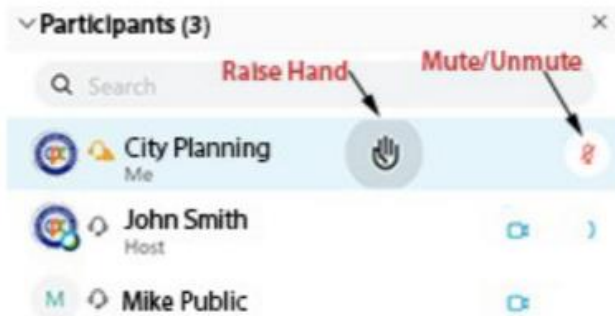 Participants (3)
Raise Hand
Mute/Unmute
Search
City Planning
Me
John Smith
Host
M Mike Public